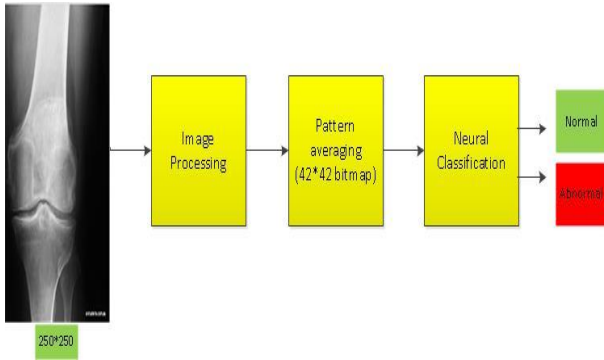 Image
Processing
Pattern
averaging
(42*42 bitmap)
Neural
Classification
Normal
Abnormal
250*250